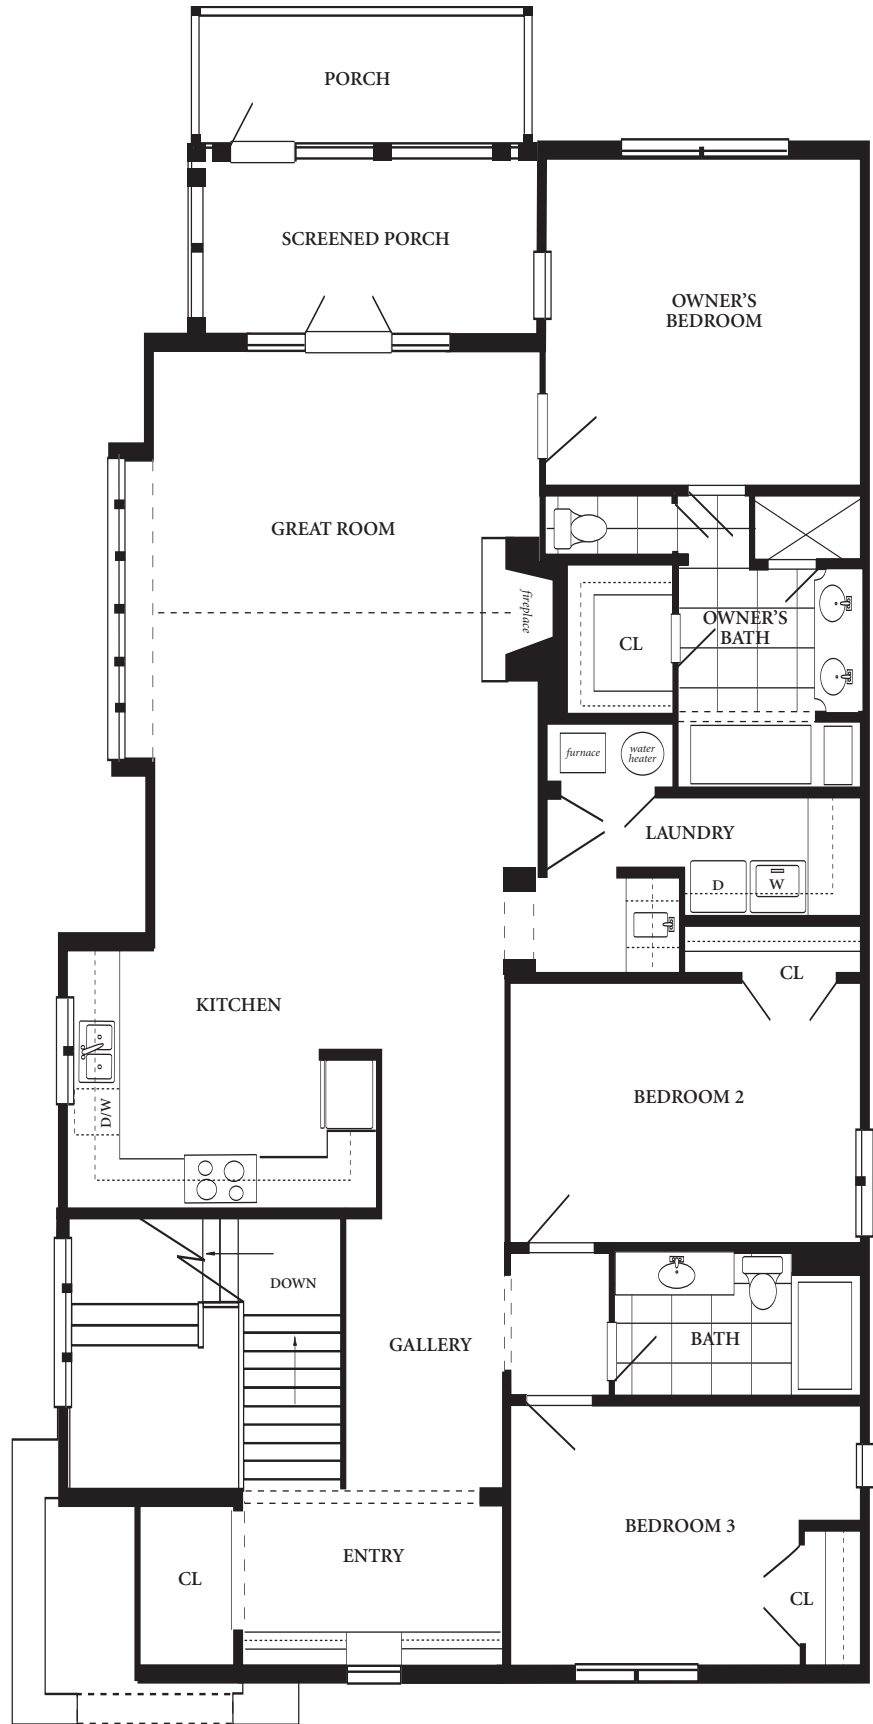 PORCH
SCREENED PORCH
OWNER'S
BEDROOM
GREAT ROOM
fireplace
CL
OWNER'S
BATH
furnace
water
heater
LAUNDRY
D
W
CL
KITCHEN
D/W
BEDROOM 2
DOWN
GALLERY
BATH
BEDROOM 3
ENTRY
CL
CL